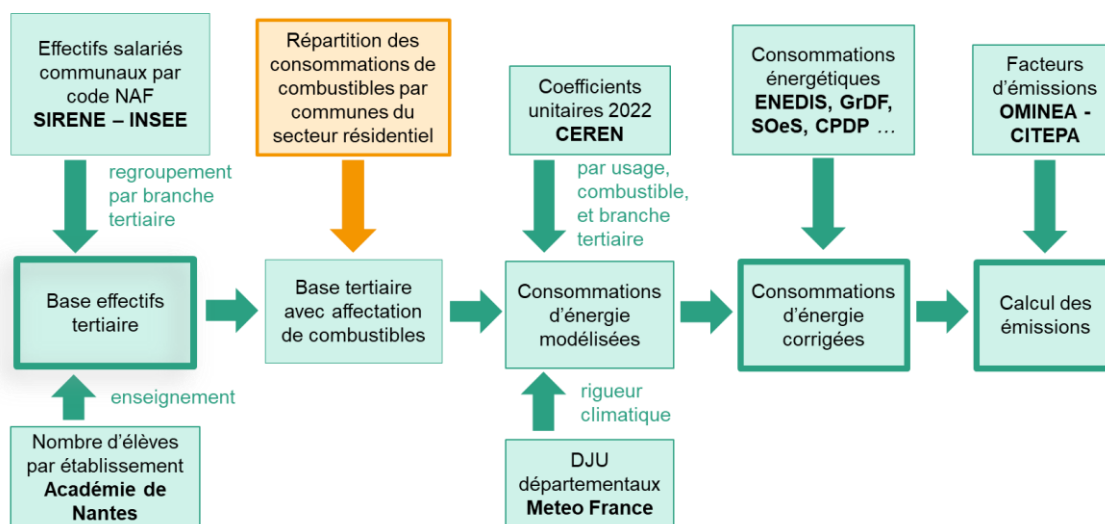 Effectifs salariés
communaux par
code NAF
SIRENE – INSEE
Répartition des
consommations de
combustibles par
communes du
secteur résidentiel
Coefficients
unitaires 2022
CEREN
Consommations
énergétiques
ENEDIS, GrDF,
SOeS, CPDP ...
Facteurs
d'émissions
OMINEA -
CITEPA
regroupement
par branche
tertiaire
par usage,
combustible,
et branche
tertiaire
Base effectifs
tertiaire
Base tertiaire
avec affectation
de combustibles
Consommations
d'énergie
modélisées
Consommations
d'énergie
corrigées
Calcul des
émissions
enseignement
rigueur
climatique
Nombre d'élèves
par établissement
Académie de
Nantes
DJU
départementaux
Meteo France